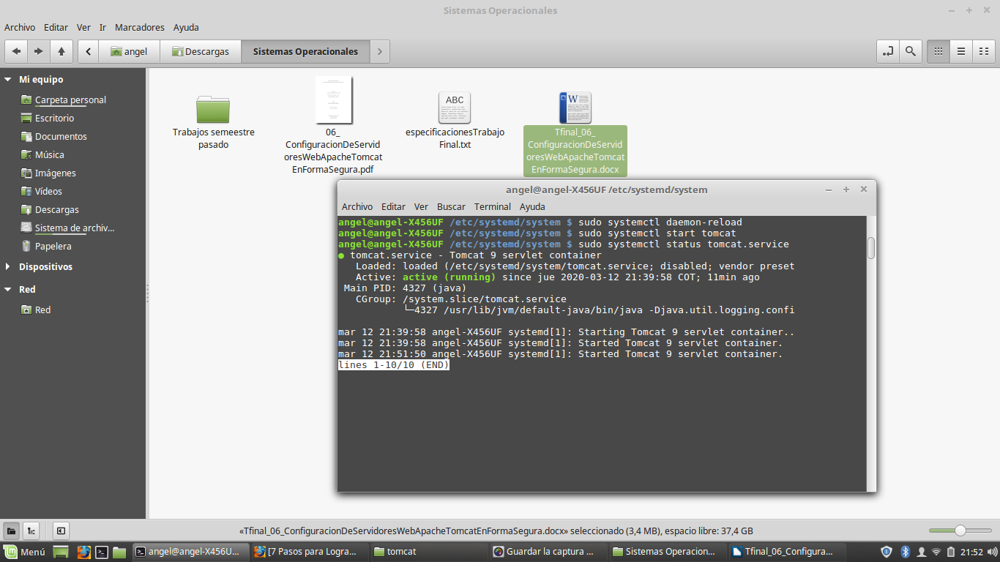 Sistemas Operacionales
Archivo Editar Ver Ir Marcadores Ayuda
angel Descargas Sistemas Operacionales
Mi equipo
Carpeta personal
Escritorio
Documentos
Música
Imágenes
Vídeos
Descargas
Sistema de archiv...
Papelera
Dispositivos
Red
Red
Trabajos semeestre
pasado
06_
ConfiguracionDeServid
oresWebApacheTomcat
EnFormaSegura.pdf
ABC
especificacionesTrabajo
Final.txt
W
Tfinal_06_
ConfiguracionDeServid
oresWebApacheTomcat
EnFormaSegura.docx
angel@angel-X456UF /etc/systemd/system
Archivo Editar Ver Buscar Terminal Ayuda
angel@angel-X456UF /etc/systemd/system $ sudo systemctl daemon-reload
angel@angel-X456UF /etc/systemd/system $ sudo systemctl start tomcat
angel@angel-X456UF /etc/systemd/system $ sudo systemctl status tomcat.service
● tomcat.service - Tomcat 9 servlet container
Loaded: loaded (/etc/systemd/system/tomcat.service; disabled; vendor preset
Active: active (running) since jue 2020-03-12 21:39:58 COT; 11min ago
Main PID: 4327 (java)
CGroup: /system.slice/tomcat.service
└─4327 /usr/lib/jvm/default-java/bin/java -Djava.util.logging.confi
mar 12 21:39:58 angel-X456UF systemd[1]: Starting Tomcat 9 servlet container..
mar 12 21:39:58 angel-X456UF systemd[1]: Started Tomcat 9 servlet container.
mar 12 21:51:50 angel-X456UF systemd[1]: Started Tomcat 9 servlet container.
lines 1-10/10 (END)
«Tfinal_06_ConfiguracionDeServidoresWebApacheTomcatEnFormaSegura.docx» seleccionado (3,4 MB), espacio libre: 37,4 GB
Menú angel@angel-X456U... [7 Pasos para Logra... tomcat Guardar la captura ... Sistemas Operacion... Tfinal_06_Configura... 21:52